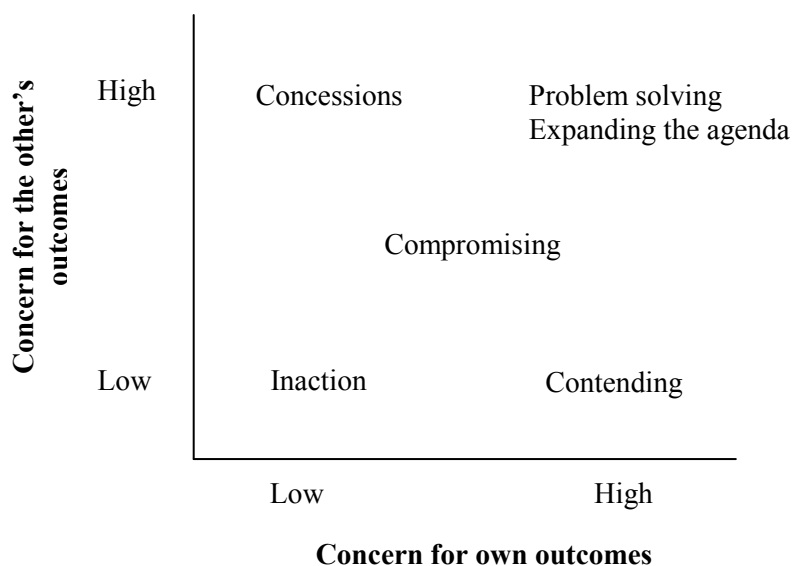 Concern for the other's
outcomes
High
Concessions
Problem solving
Expanding the agenda
Compromising
Low
Inaction
Contending
Low
High
Concern for own outcomes